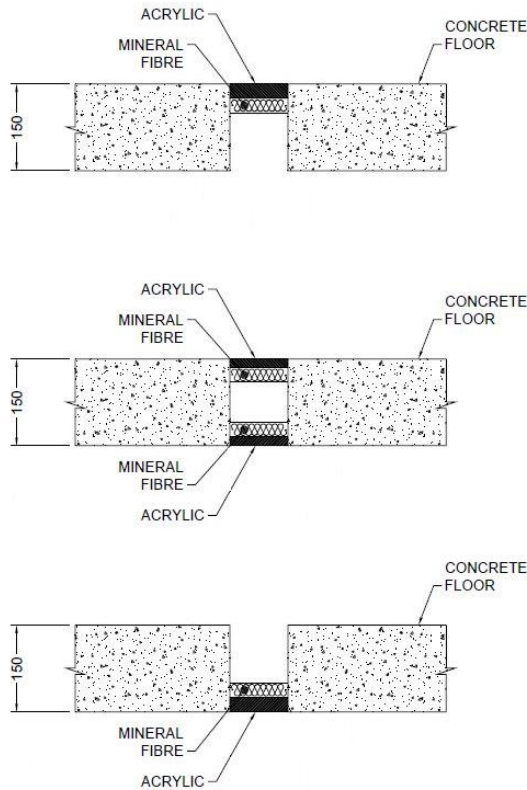 ACRYLIC
MINERAL
FIBRE
CONCRETE
FLOOR
150
ACRYLIC
MINERAL
FIBRE
CONCRETE
FLOOR
150
MINERAL
FIBRE
ACRYLIC
CONCRETE
FLOOR
150
MINERAL
FIBRE
ACRYLIC